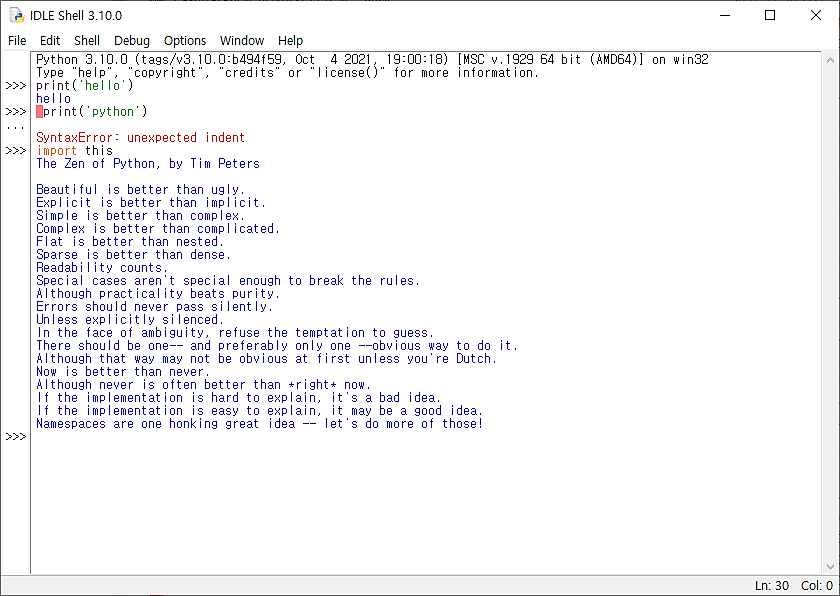 IDLE Shell 3.10.0
File Edit Shell Debug Options Window Help
Python 3.10.0 (tags/v3.10.0:b494f59, Oct  4 2021, 19:00:18) [MSC v.1929 64 bit (AMD64)] on win32
Type "help", "copyright", "credits" or "license()" for more information.
>>> print('hello')
hello
>>>  print('python')
...
SyntaxError: unexpected indent
>>> import this
The Zen of Python, by Tim Peters
Beautiful is better than ugly.
Explicit is better than implicit.
Simple is better than complex.
Complex is better than complicated.
Flat is better than nested.
Sparse is better than dense.
Readability counts.
Special cases aren't special enough to break the rules.
Although practicality beats purity.
Errors should never pass silently.
Unless explicitly silenced.
In the face of ambiguity, refuse the temptation to guess.
There should be one-- and preferably only one --obvious way to do it.
Although that way may not be obvious at first unless you're Dutch.
Now is better than never.
Although never is often better than *right* now.
If the implementation is hard to explain, it's a bad idea.
If the implementation is easy to explain, it may be a good idea.
Namespaces are one honking great idea -- let's do more of those!
>>>
Ln: 30 Col: 0